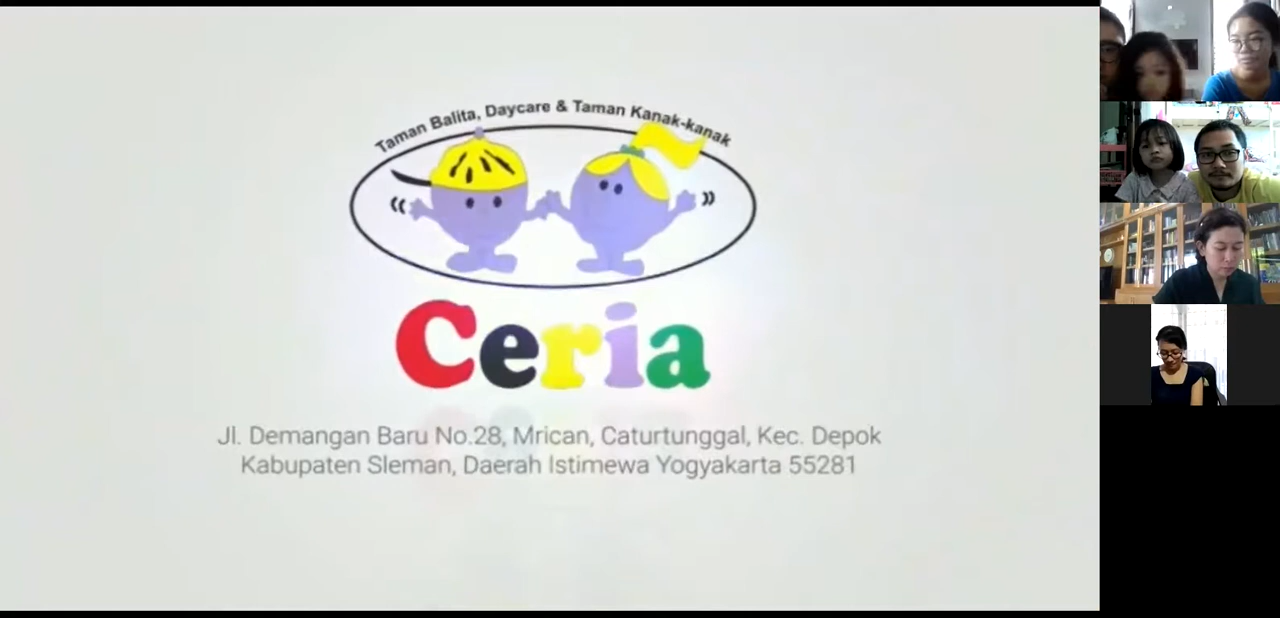 Taman Balita, Daycare & Taman Kanak-kanak
Ceria
Jl. Demangan Baru No.28, Mrican, Caturtunggal, Kec. Depok
Kabupaten Sleman, Daerah Istimewa Yogyakarta 55281